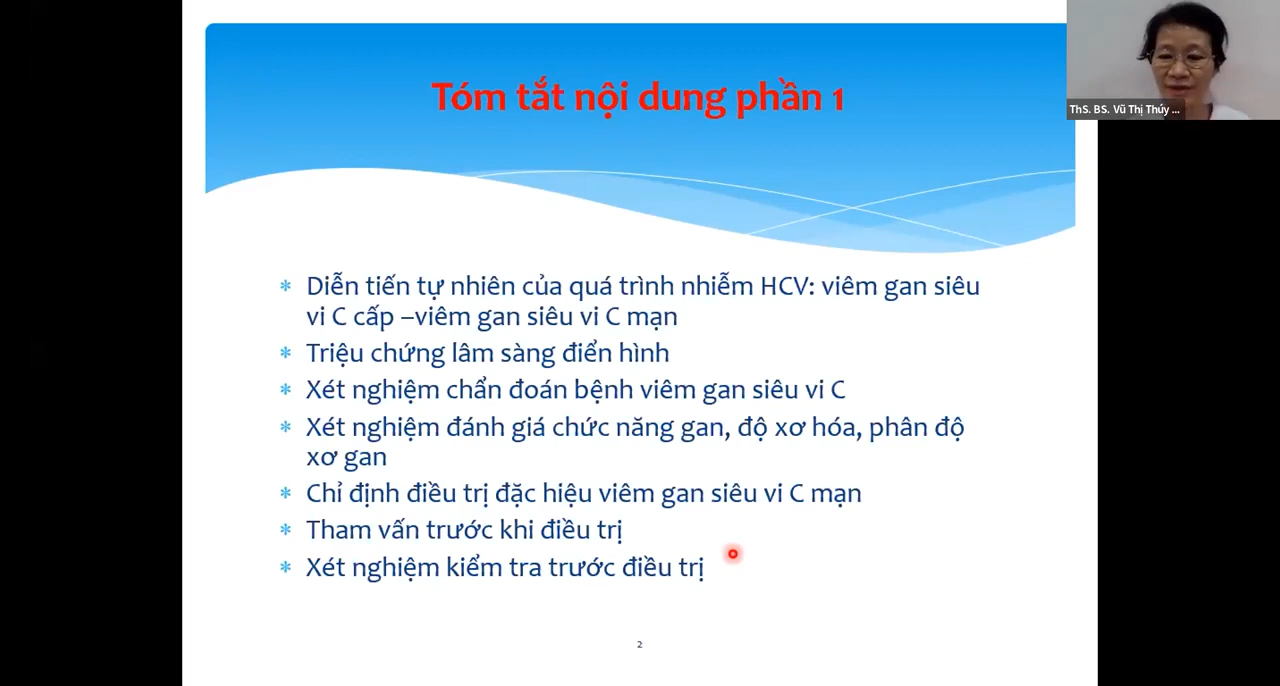 Tóm tắt nội dung phần 1
ThS. BS. Vũ Thị Thúy ...
* Diễn tiến tự nhiên của quá trình nhiễm HCV: viêm gan siêu
vi C cấp –viêm gan siêu vi C mạn
* Triệu chứng lâm sàng điển hình
* Xét nghiệm chẩn đoán bệnh viêm gan siêu vi C
* Xét nghiệm đánh giá chức năng gan, độ xơ hóa, phân độ
xơ gan
* Chỉ định điều trị đặc hiệu viêm gan siêu vi C mạn
* Tham vấn trước khi điều trị
* Xét nghiệm kiểm tra trước điều trị
2